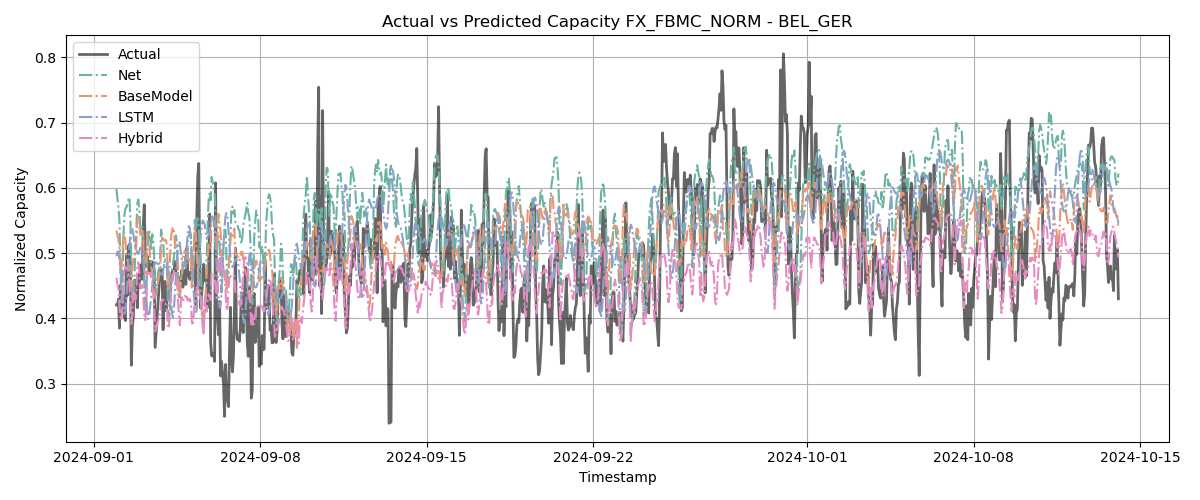 Actual vs Predicted Capacity FX_FBMC_NORM - BEL_GER
Actual
Net
BaseModel
LSTM
Hybrid
Normalized Capacity
0.8
0.7
0.6
0.5
0.4
0.3
2024-09-01
2024-09-08
2024-09-15
2024-09-22
2024-10-01
2024-10-08
2024-10-15
Timestamp